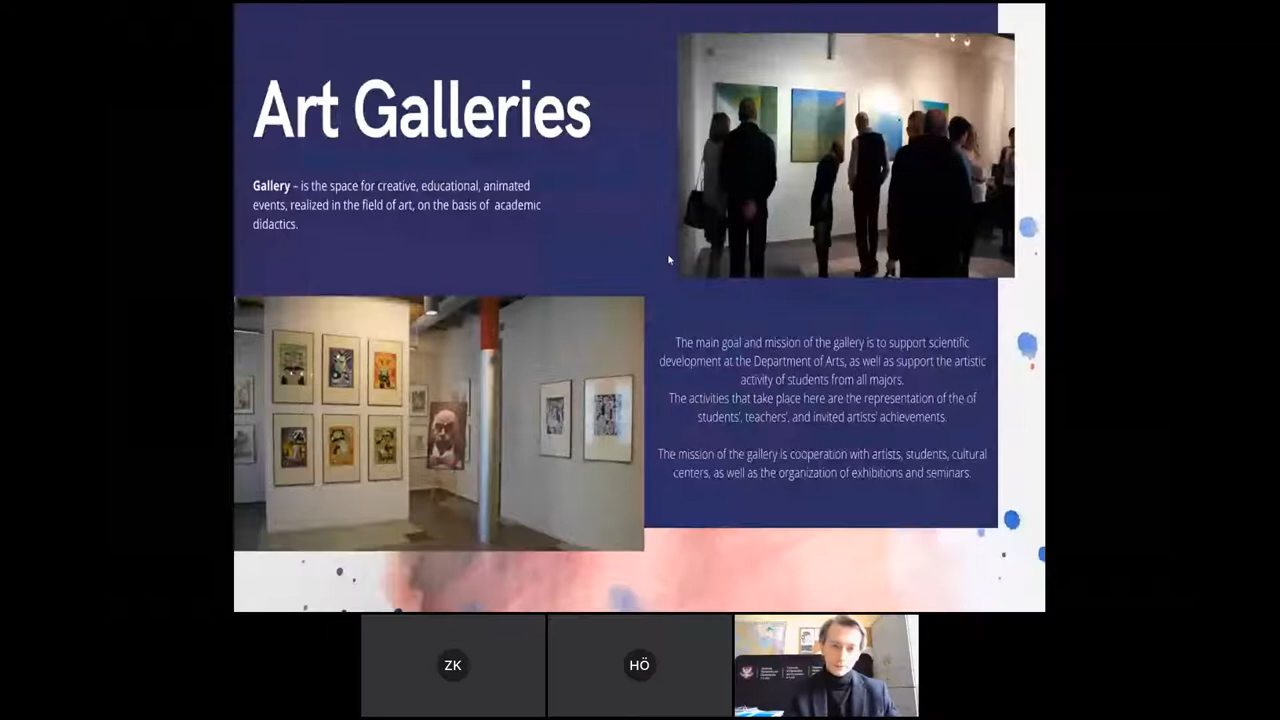 Art Galleries
Gallery – is the space for creative, educational, animated
events, realized in the field of art, on the basis of academic
didactics.
The main goal and mission of the gallery is to support scientific
development at the Department of Arts, as well as support the artistic
activity of students from all majors.
The activities that take place here are the representation of the of
students', teachers', and invited artists' achievements.
The mission of the gallery is cooperation with artists, students, cultural
centers, as well as the organization of exhibitions and seminars.
ZK
HÖ